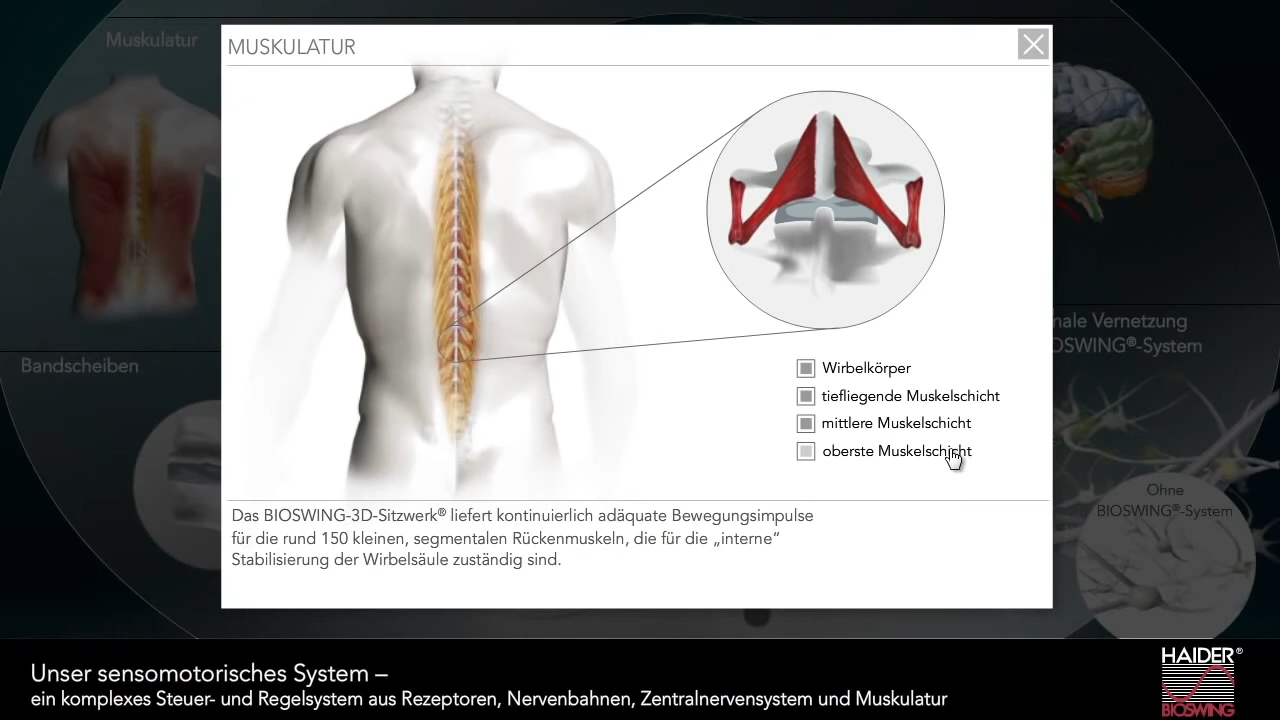 Muskulatur
MUSKULATUR
Bandscheiben
male Vernetzung
OSWING®-System
Wirbelkörper
tiefliegende Muskelschicht
mittlere Muskelschicht
oberste Muskelschicht
Ohne
BIOSWING®-System
Das BIOSWING-3D-Sitzwerk® liefert kontinuierlich adäquate Bewegungsimpulse
für die rund 150 kleinen, segmentalen Rückenmuskeln, die für die „interne“
Stabilisierung der Wirbelsäule zuständig sind.
Unser sensomotorisches System –
ein komplexes Steuer- und Regelsystem aus Rezeptoren, Nervenbahnen, Zentralnervensystem und Muskulatur
HAIDER®
BIOSWING